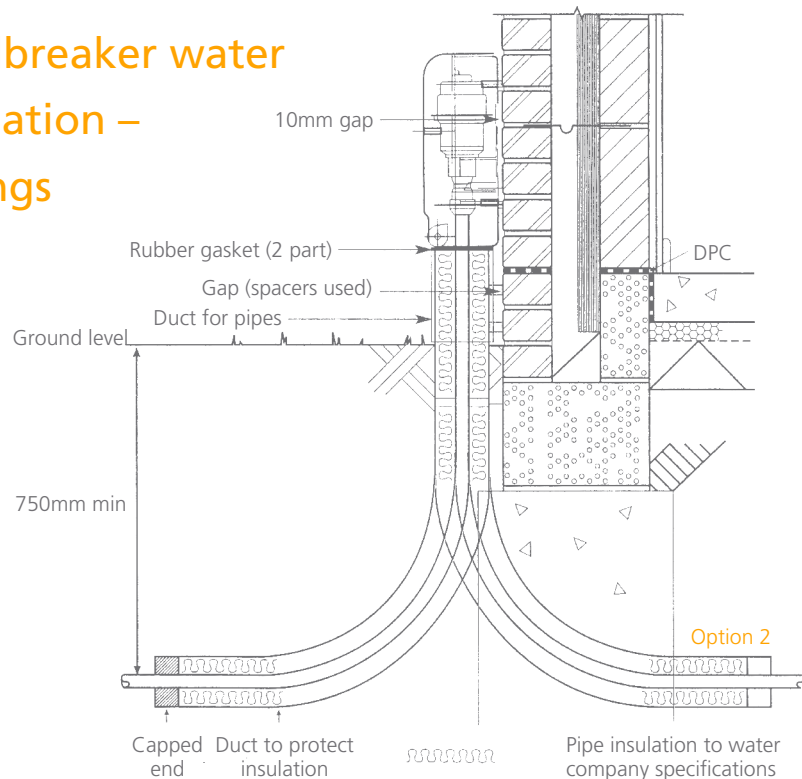 breaker water
ation –
ngs
10mm gap
Rubber gasket (2 part)
DPC
Gap (spacers used)
Duct for pipes
Ground level
750mm min
Option 2
Capped
end
Duct to protect
insulation
Pipe insulation to water
company specifications